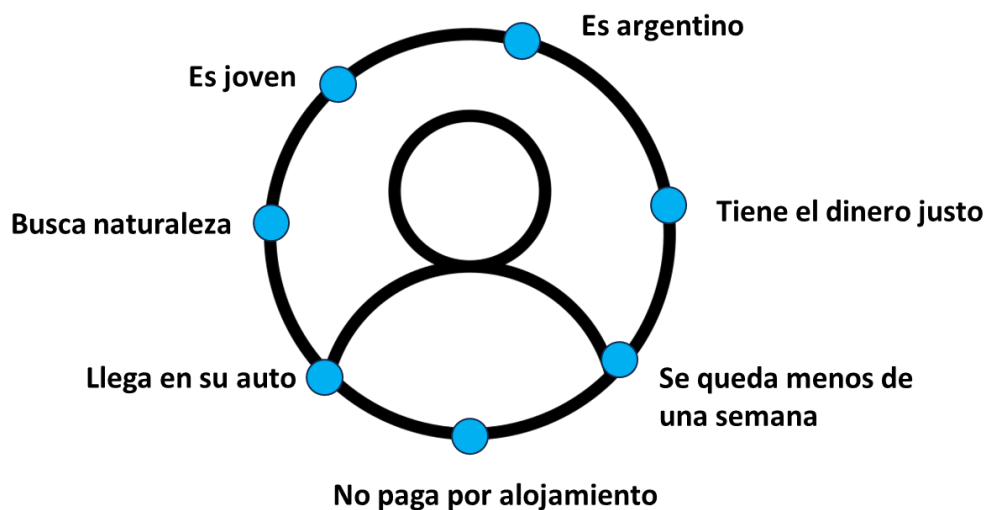 Es argentino
Es joven
Busca naturaleza
Tiene el dinero justo
Llega en su auto
Se queda menos de
una semana
No paga por alojamiento